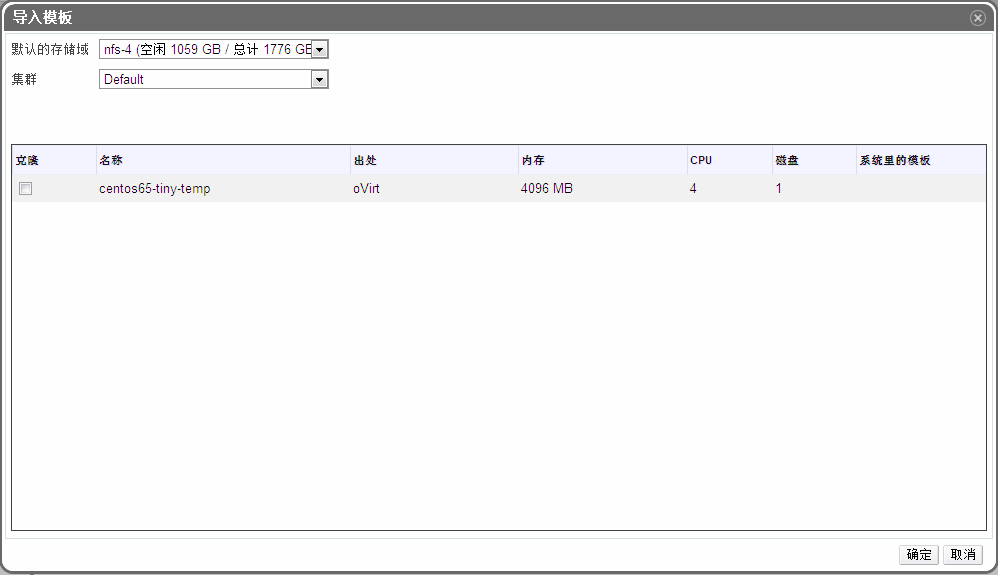 导入模板
默认的存储域 nfs-4 (空闲 1059 GB / 总计 1776 GB
集群 Default
克隆 名称 出处 内存 CPU 磁盘 系统里的模板
centos65-tiny-temp oVirt 4096 MB 4 1
确定 取消